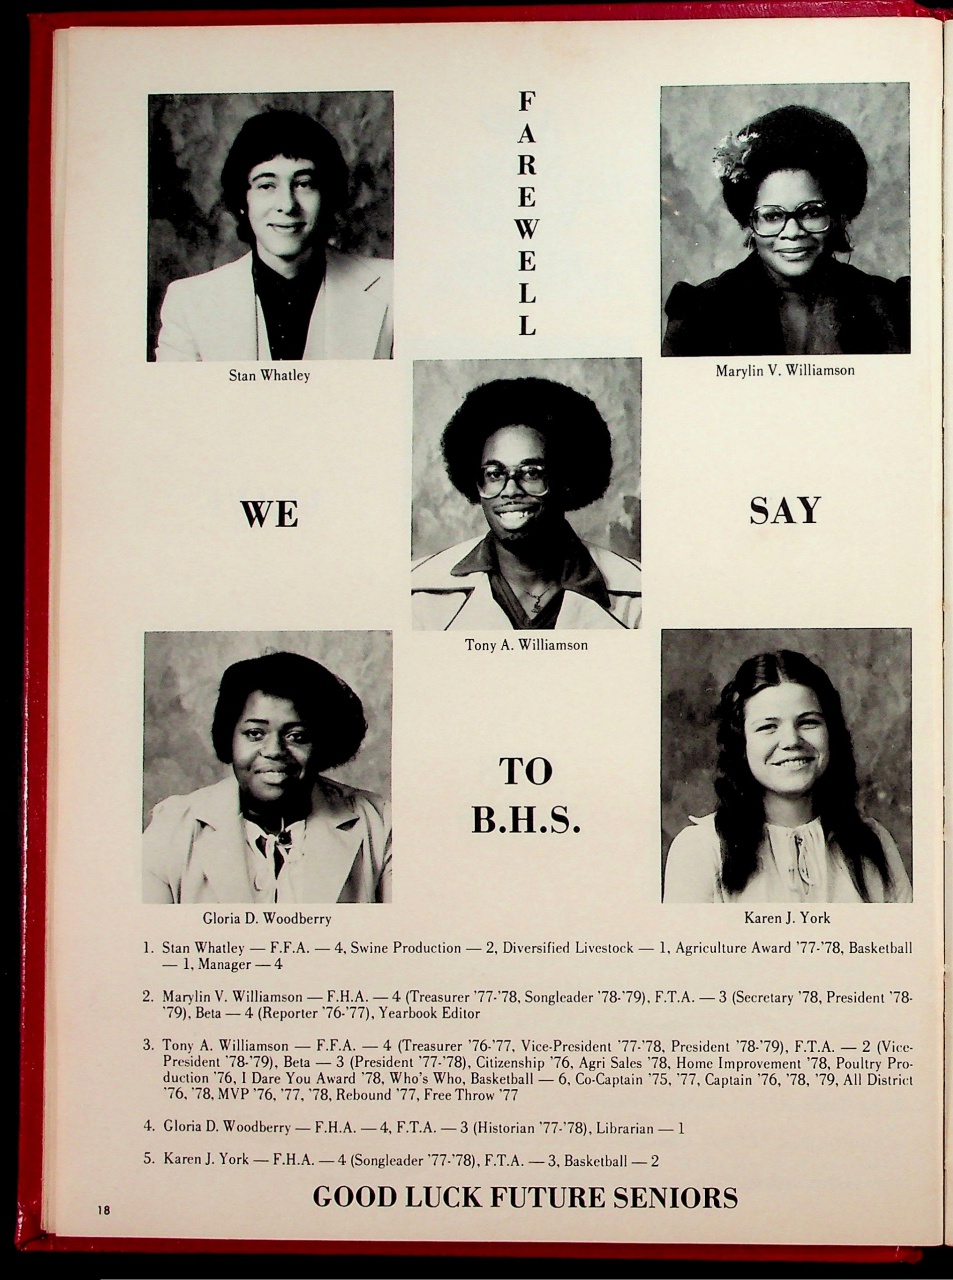 F
A
R
E
W
E
L
L
Stan Whatley
Marylin V. Williamson
WE
SAY
Tony A. Williamson
TO
B.H.S.
Gloria D. Woodberry
Karen J. York
1. Stan Whatley — F.F.A. — 4, Swine Production — 2, Diversified Livestock — 1, Agriculture Award '77-'78, Basketball
— 1, Manager — 4
2. Marylin V. Williamson — F.H.A. — 4 (Treasurer '77-'78, Songleader '78-'79), F.T.A. — 3 (Secretary '78, President '78-
'79), Beta — 4 (Reporter '76-'77), Yearbook Editor
3. Tony A. Williamson — F.F.A. — 4 (Treasurer '76-'77, Vice-President '77-'78, President '78-'79), F.T.A. — 2 (Vice-
President '78-'79), Beta — 3 (President '77-'78), Citizenship '76, Agri Sales '78, Home Improvement '78, Poultry Pro-
duction '76, I Dare You Award '78, Who's Who, Basketball — 6, Co-Captain '75, '77, Captain '76, '78, '79, All District
'76, '78, MVP '76, '77, '78, Rebound '77, Free Throw '77
4. Gloria D. Woodberry — F.H.A. — 4, F.T.A. — 3 (Historian '77-'78), Librarian — 1
5. Karen J. York — F.H.A. — 4 (Songleader '77-'78), F.T.A. — 3, Basketball — 2
GOOD LUCK FUTURE SENIORS
18